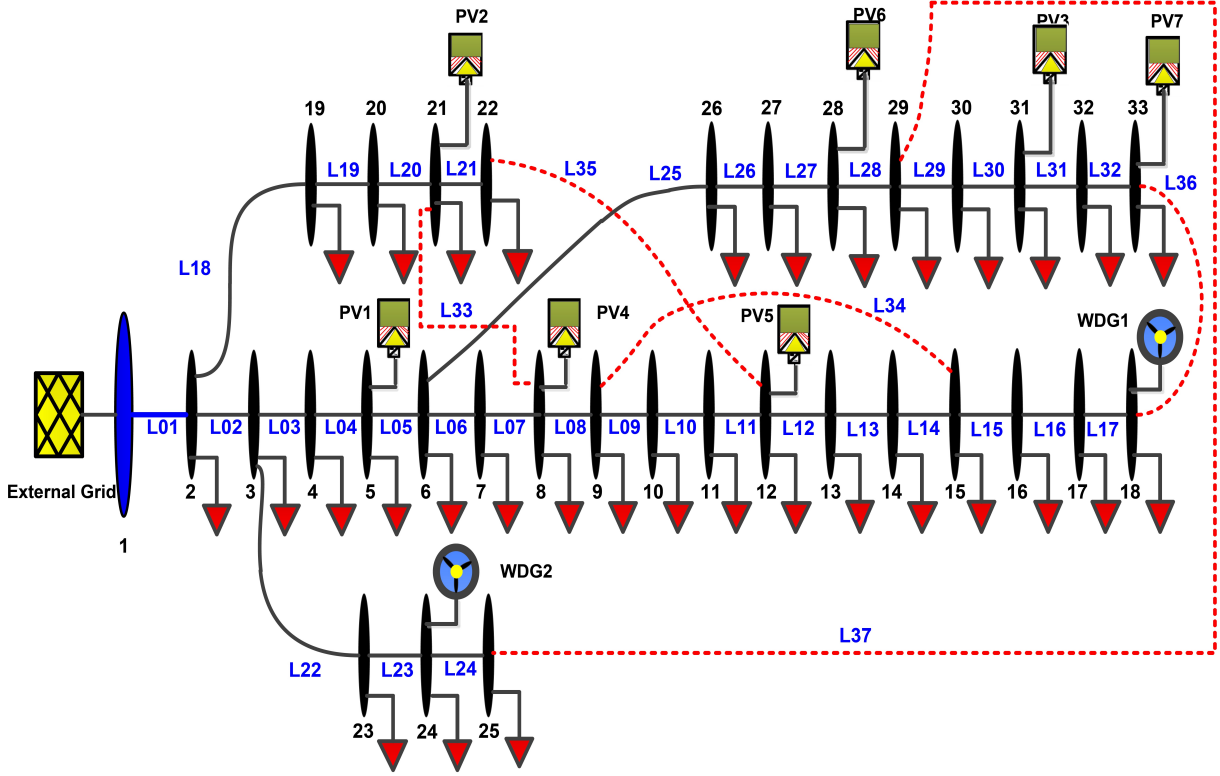 PV2
PV6
PV3
PV7
19
20
21
22
26
27
28
29
30
31
32
33
L19
L20
L21
L35
L25
L26
L27
L28
L29
L30
L31
L32
L36
L18
PV1
L33
PV4
PV5
L34
WDG1
L01
L02
L03
L04
L05
L06
L07
L08
L09
L10
L11
L12
L13
L14
L15
L16
L17
External Grid
2
3
4
5
6
7
8
9
10
11
12
13
14
15
16
17
18
1
WDG2
L37
L22
L23
L24
23
24
25